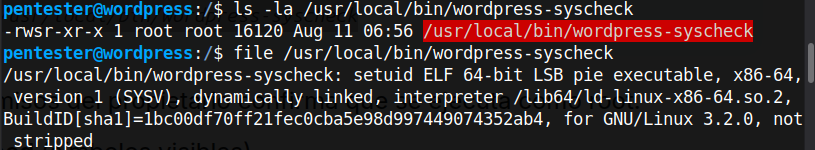 pentester@wordpress:/$ ls -la /usr/local/bin/wordpress-syscheck
-rwsr-xr-x 1 root root 16120 Aug 11 06:56 /usr/local/bin/wordpress-syscheck
pentester@wordpress:/$ file /usr/local/bin/wordpress-syscheck
/usr/local/bin/wordpress-syscheck: setuid ELF 64-bit LSB pie executable, x86-64,
version 1 (SYSV), dynamically linked, interpreter /lib64/ld-linux-x86-64.so.2,
BuildID[sha1]=1bc00df70ff21fec0cba5e98d997449074352ab4, for GNU/Linux 3.2.0, not
stripped